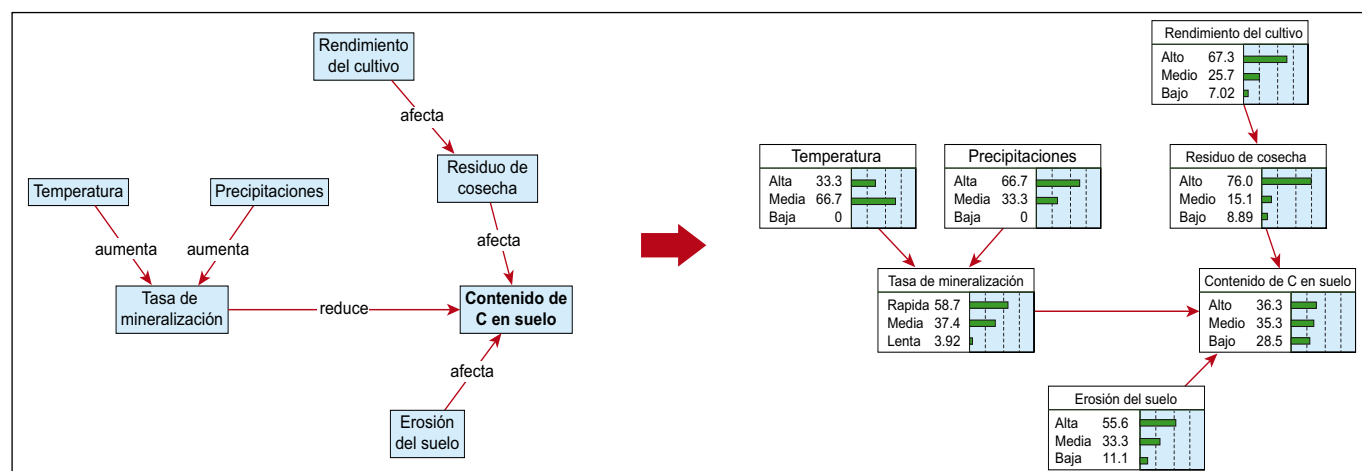 Rendimiento
del cultivo
afecta
Residuo de
cosecha
Temperatura
Precipitaciones
aumenta
aumenta
afecta
Tasa de
mineralización
reduce
Contenido de
C en suelo
afecta
Erosión
del suelo
Rendimiento del cultivo
Alto 67.3
Medio 25.7
Bajo 7.02
Temperatura
Alta 33.3
Media 66.7
Baja 0
Precipitaciones
Alta 66.7
Media 33.3
Baja 0
Residuo de cosecha
Alto 76.0
Medio 15.1
Bajo 8.89
Tasa de mineralización
Rapida 58.7
Media 37.4
Lenta 3.92
Contenido de C en suelo
Alto 36.3
Medio 35.3
Bajo 28.5
Erosión del suelo
Alta 55.6
Media 33.3
Baja 11.1